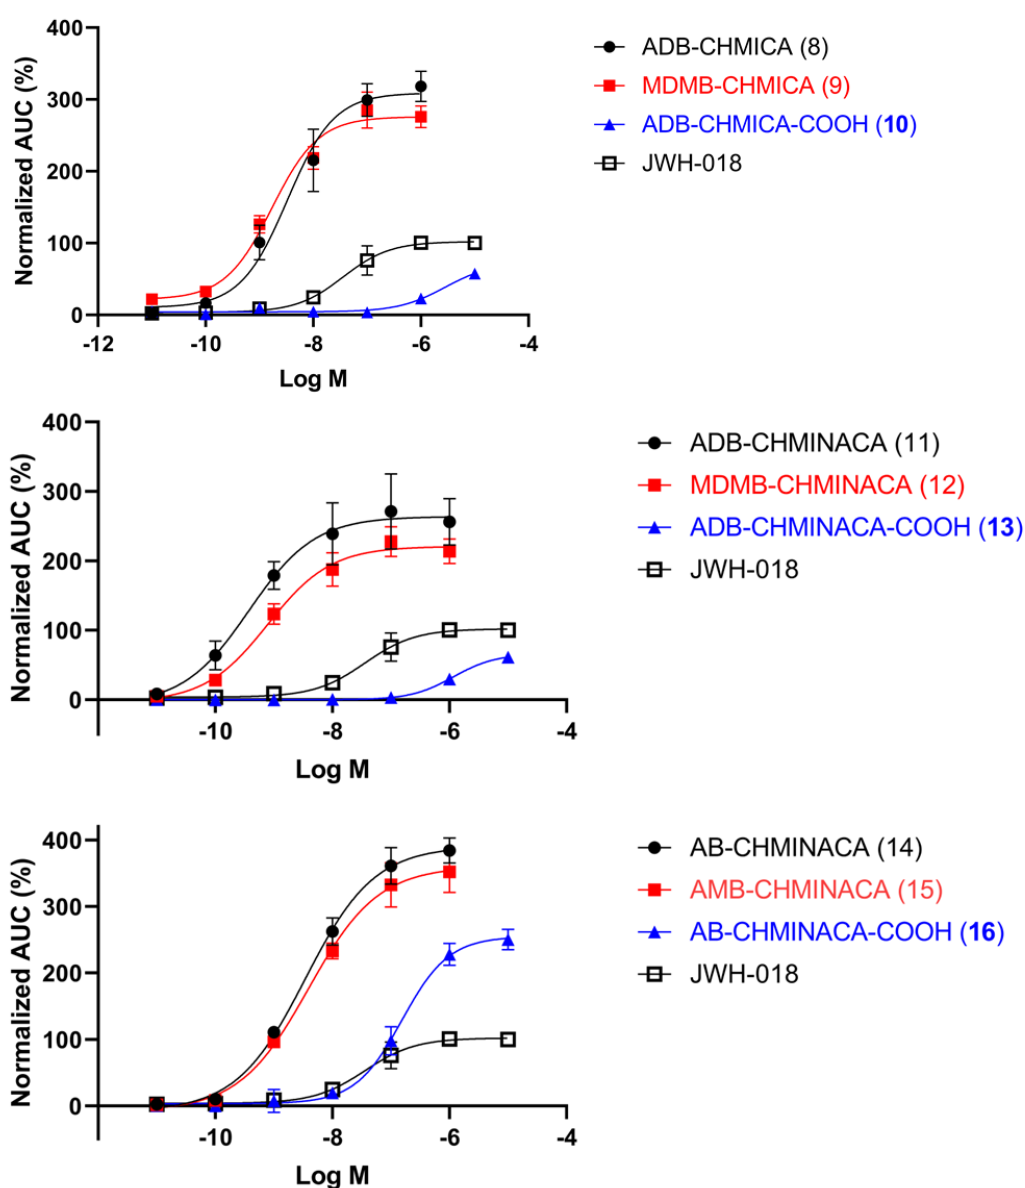 Normalized AUC (%)
400
300
200
100
0
-12
-10
-8
-6
-4
Log M
ADB-CHMICA (8)
MDMB-CHMICA (9)
ADB-CHMICA-COOH (10)
JWH-018
Normalized AUC (%)
400
300
200
100
0
-10
-8
-6
-4
Log M
ADB-CHMINACA (11)
MDMB-CHMINACA (12)
ADB-CHMINACA-COOH (13)
JWH-018
Normalized AUC (%)
400
300
200
100
0
-10
-8
-6
-4
Log M
AB-CHMINACA (14)
AMB-CHMINACA (15)
AB-CHMINACA-COOH (16)
JWH-018